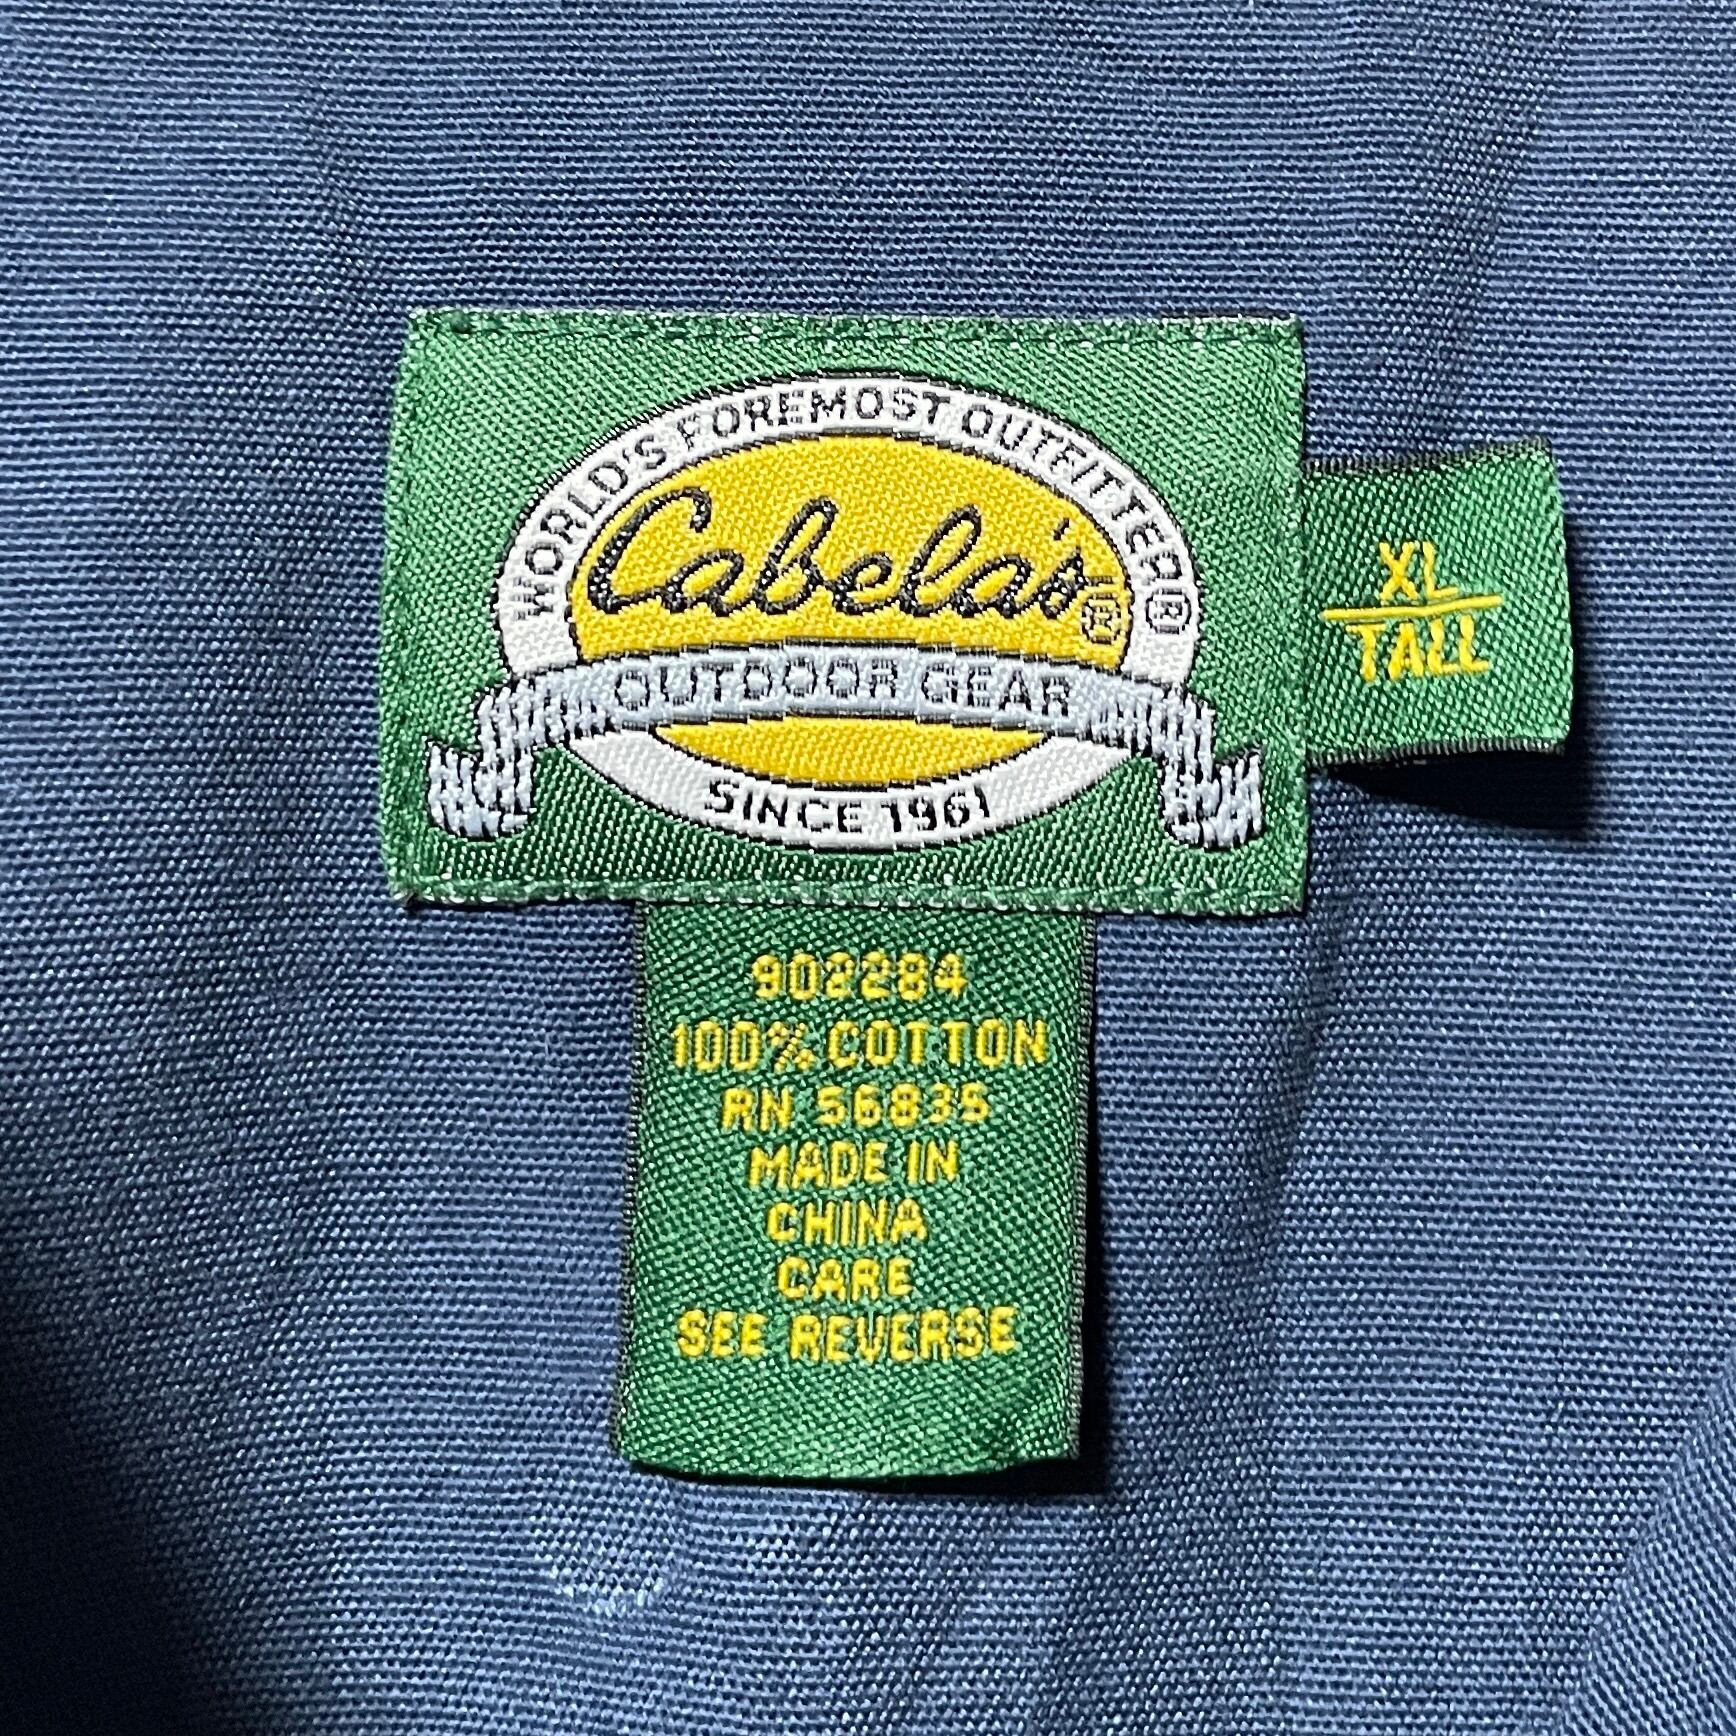 WORLD'S FOREMOST OUTFITTER®
Cabela's®
OUTDOOR GEAR
SINCE 1961
XL
TALL
902284
100% COTTON
RN 56835
MADE IN
CHINA
CARE
SEE REVERSE